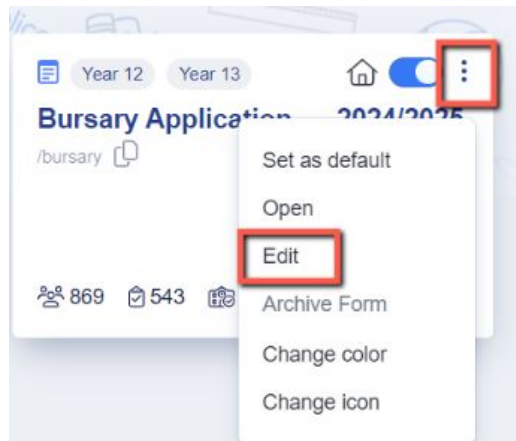 Year 12 Year 13
Bursary Application 2024/2025
/bursary
869 543
Set as default
Open
Edit
Archive Form
Change color
Change icon